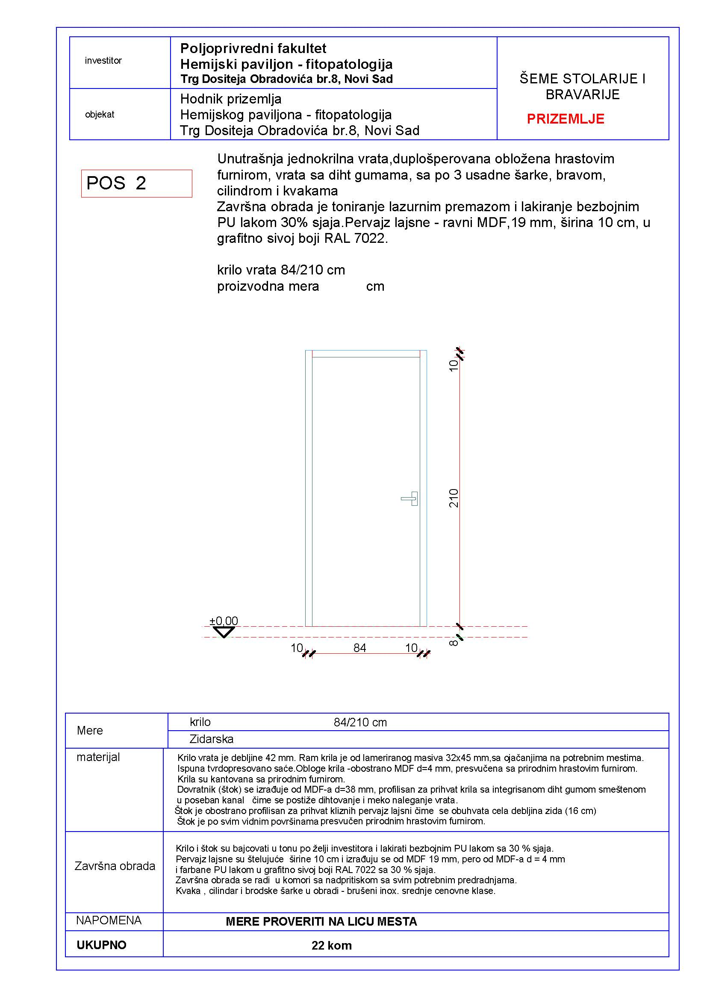 investitor
Poljoprivredni fakultet
Hemijski paviljon - fitopatologija
Trg Dositeja Obradovića br.8, Novi Sad
objekat
Hodnik prizemlja
Hemijskog paviljona - fitopatologija
Trg Dositeja Obradovića br.8, Novi Sad
ŠEME STOLARIJE I
BRAVARIJE
PRIZEMLJE
POS 2
Unutrašnja jednokrilna vrata,duplošperovana obložena hrastovim
furnirom, vrata sa diht gumama, sa po 3 usadne šarke, bravom,
cilindrom i kvakama
Završna obrada je toniranje lazurnim premazom i lakiranje bezbojnim
PU lakom 30% sjaja.Pervajz lajsne - ravni MDF,19 mm, širina 10 cm, u
grafitno sivoj boji RAL 7022.
krilo vrata 84/210 cm
proizvodna mera cm
10
210
±0,00
8
10 84 10
Mere
krilo 84/210 cm
Zidarska
materijal
Krilo vrata je debljine 42 mm. Ram krila je od lameriranog masiva 32x45 mm,sa ojačanjima na potrebnim mestima.
Ispuna tvrdopresovano saće.Obloge krila -obostrano MDF d=4 mm, presvučena sa prirodnim hrastovim furnirom.
Krila su kantovana sa prirodnim furnirom.
Dovratnik (štok) se izrađuje od MDF-a d=38 mm, profilisan za prihvat krila sa integrisanom diht gumom smeštenom
u poseban kanal čime se postiže dihtovanje i meko naleganje vrata.
Štok je obostrano profilisan za prihvat kliznih pervajz lajsni čime se obuhvata cela debljina zida (16 cm)
Štok je po svim vidnim površinama presvučen prirodnim hrastovim furnirom.
Završna obrada
Krilo i štok su bajcovati u tonu po želji investitora i lakirati bezbojnim PU lakom sa 30 % sjaja.
Pervajz lajsne su štelujuće širine 10 cm i izrađuju se od MDF 19 mm, pero od MDF-a d = 4 mm
i farbane PU lakom u grafitno sivoj boji RAL 7022 sa 30 % sjaja.
Završna obrada se radi u komori sa nadpritiskom sa svim potrebnim predradnjama.
Kvaka , cilindar i brodske šarke u obradi - brušeni inox. srednje cenovne klase.
NAPOMENA
MERE PROVERITI NA LICU MESTA
UKUPNO
22 kom